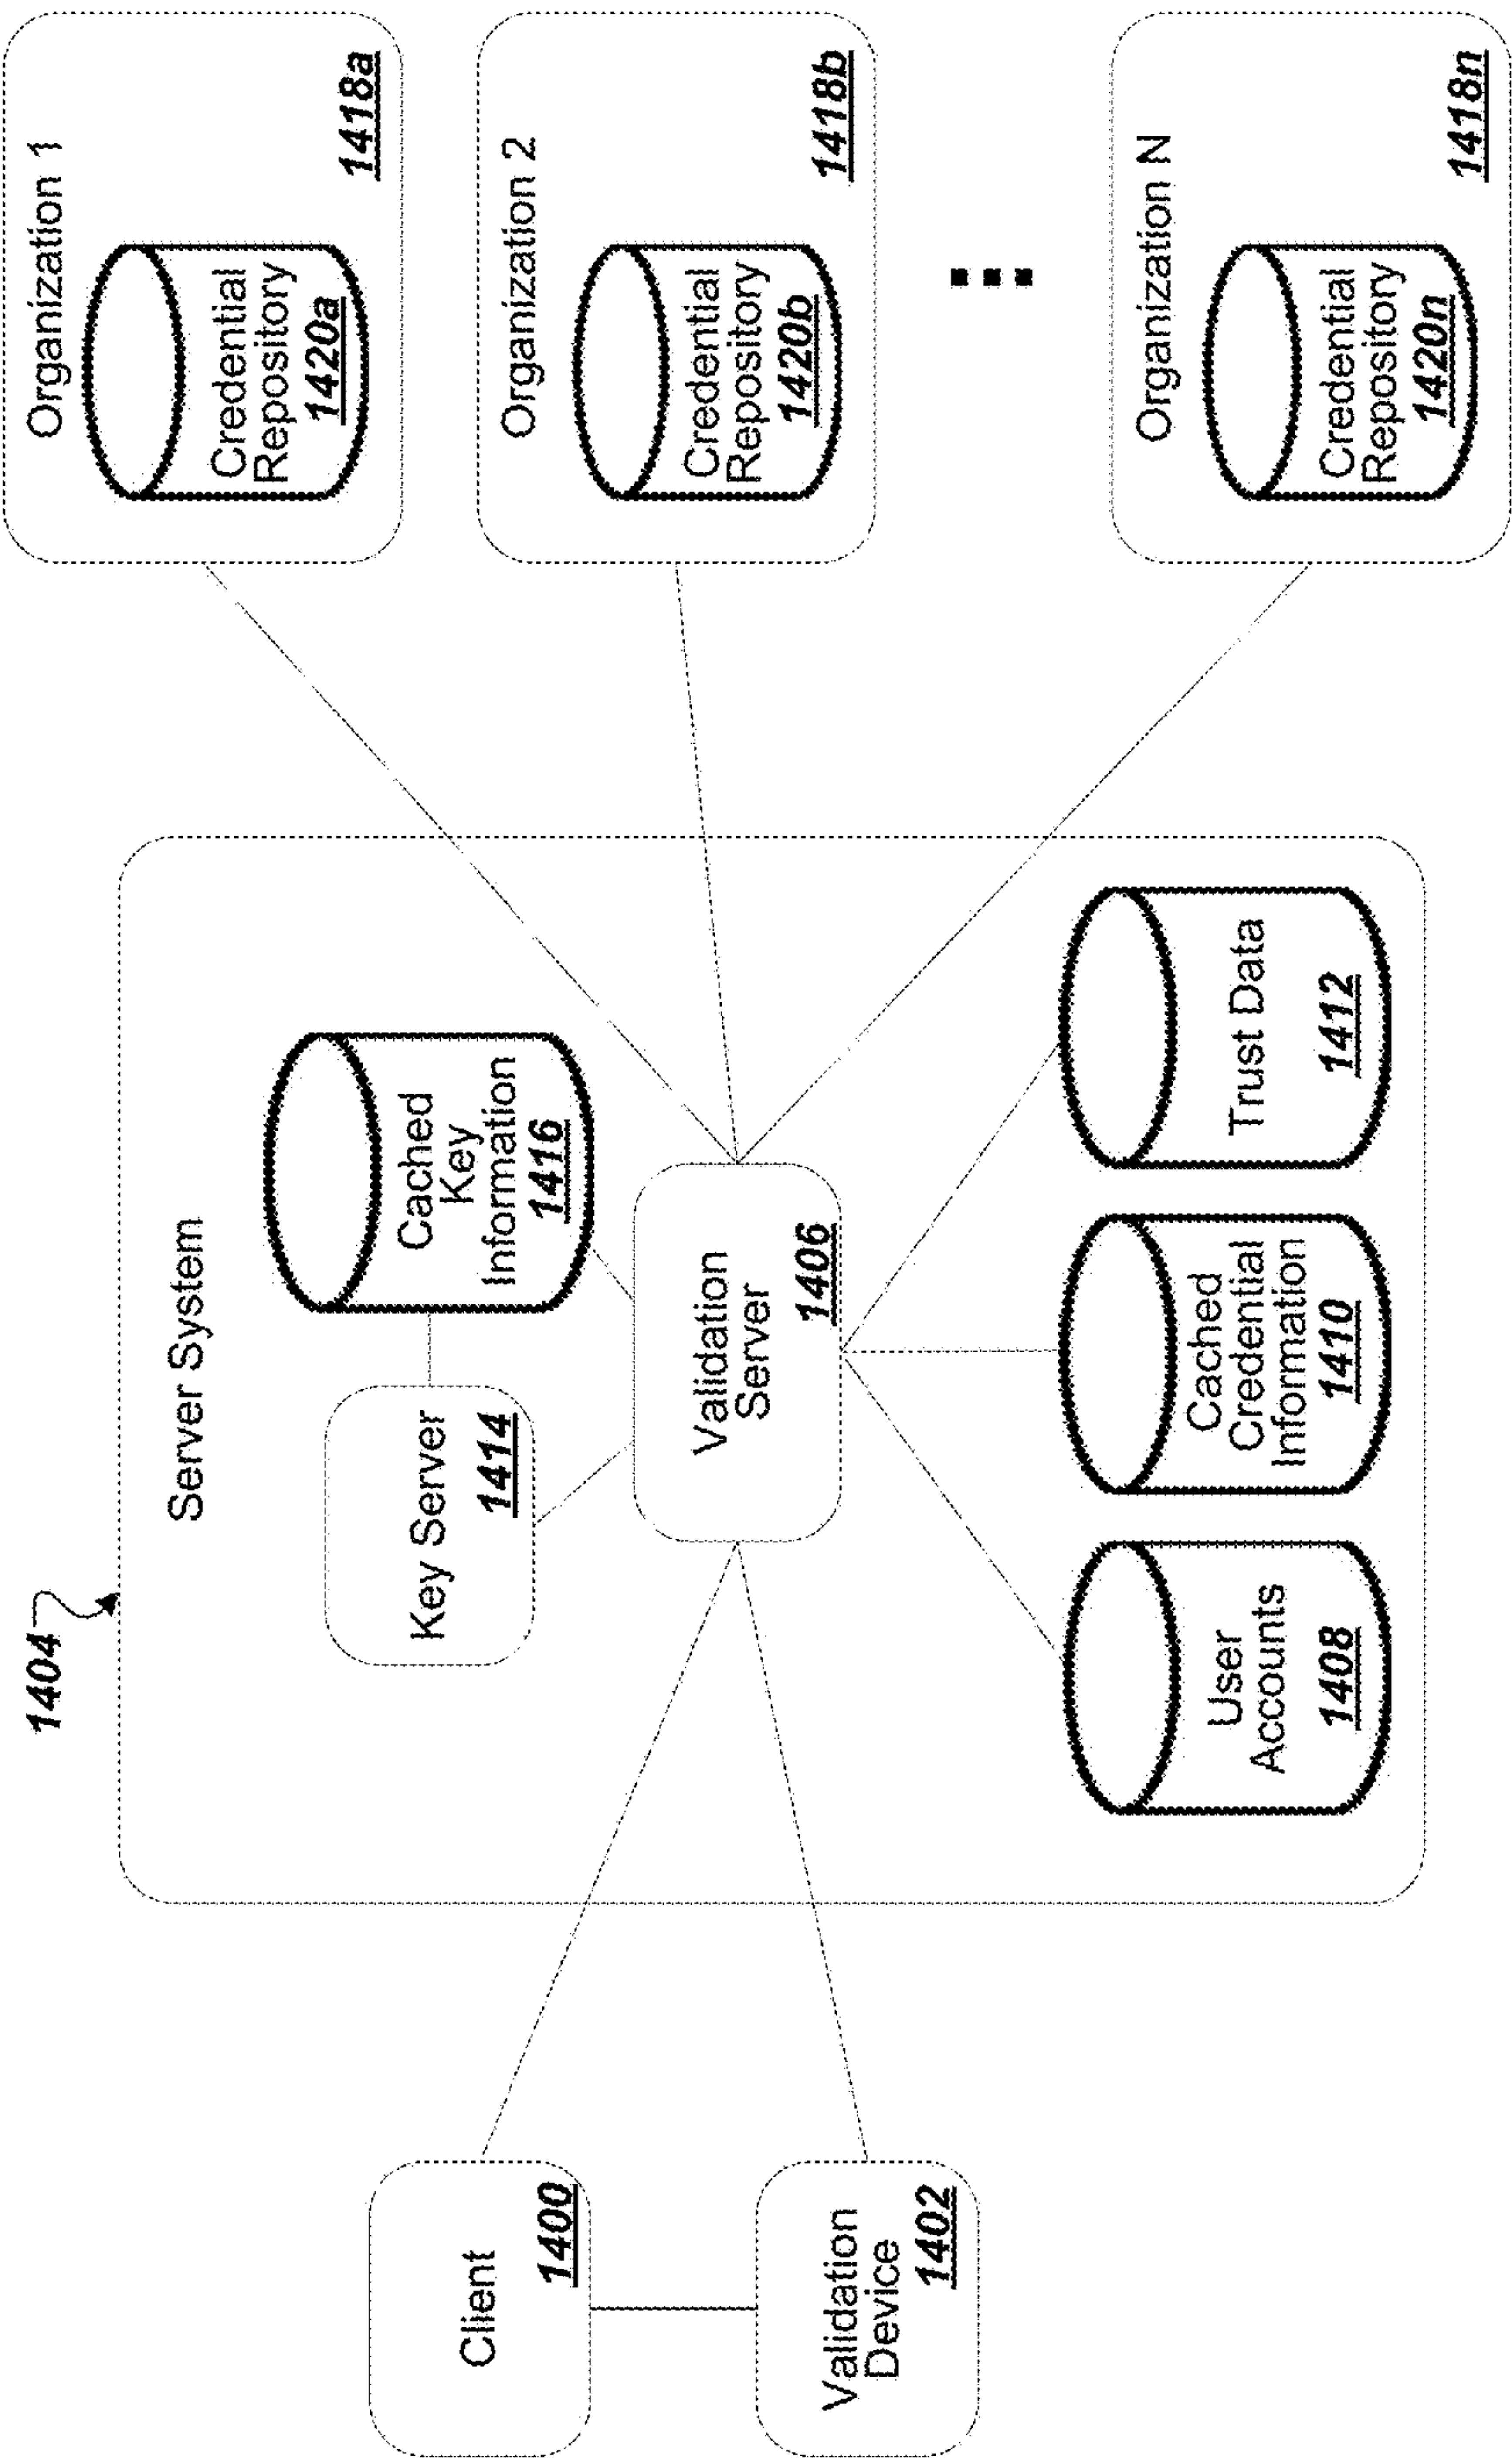 1404
Server System
Client
1400
Validation
Device
1402
Key Server
1414
Cached
Key
Information
1416
Validation
Server
1406
User
Accounts
1408
Cached
Credential
Information
1410
Trust Data
1412
Organization 1
Credential
Repository
1420a
1418a
Organization 2
Credential
Repository
1420b
1418b
Organization N
Credential
Repository
1420n
1418n